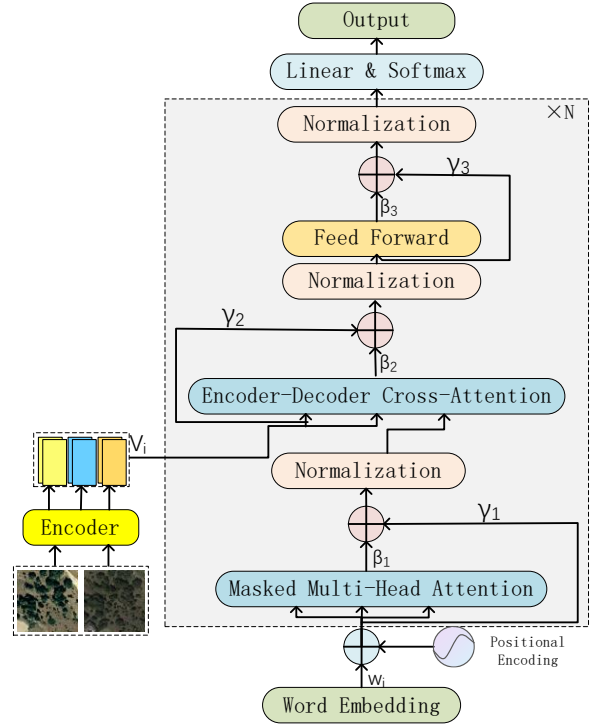 Output
Linear & Softmax
×N
Normalization
γ3
β3
Feed Forward
Normalization
γ2
β2
Encoder-Decoder Cross-Attention
Vi
Normalization
γ1
Encoder
β1
Masked Multi-Head Attention
Positional
Encoding
wi
Word Embedding